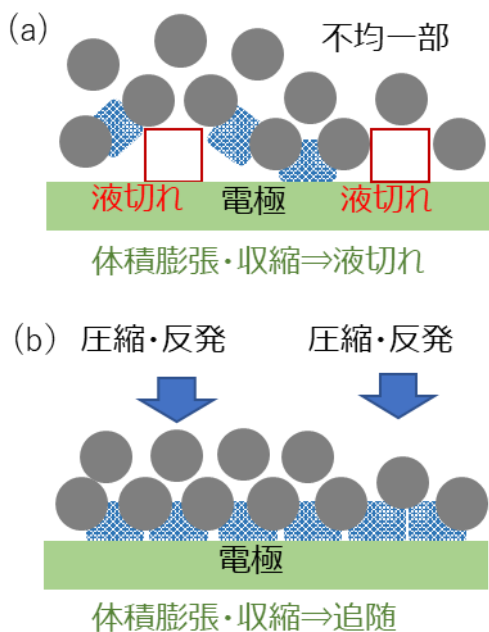 (a)
不均一部
液切れ
電極
液切れ
体積膨張・収縮⇒液切れ
(b)
圧縮・反発
圧縮・反発
電極
体積膨張・収縮⇒追随